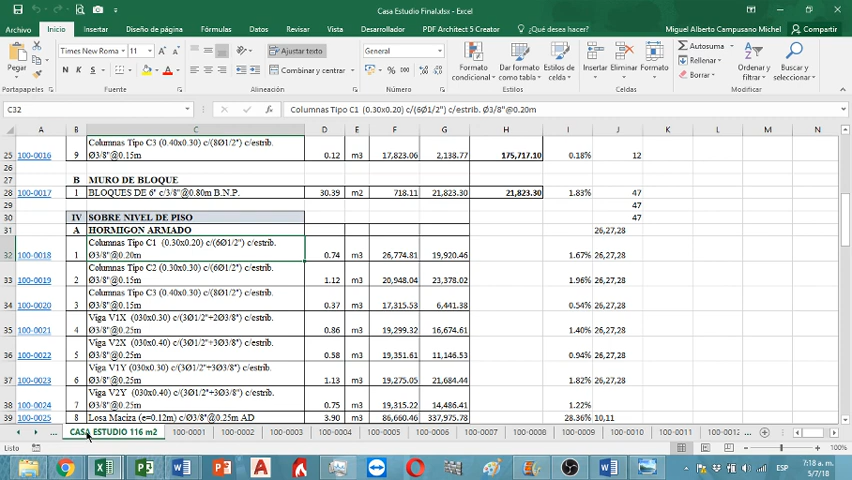 Casa Estudio Final.xlsx - Excel
Archivo Inicio Insertar Diseño de página Fórmulas Datos Revisar Vista Desarrollador PDF Architect 5 Creator ¿Qué desea hacer? Miguel Alberto Campusano Michel Compartir
Times New Roma 11 Ajustar texto General Autosuma
Pegar N K S Combinar y centrar Formato condicional Dar formato como tabla Estilos de celda Insertar Eliminar Formato Rellenar Borrar Ordenar y filtrar Buscar y seleccionar
Portapapeles Fuente Alineación Número Estilos Celdas Modificar
C32 fx Columnas Tipo C1 (0.30x0.20) c/(6Ø1/2") c/estrib. Ø3/8"@0.20m
A B C D E F G H I J K L M N
Columnas Tipo C3 (0.40x0.30) c/(8Ø1/2") c/estrib.
25 100-0016 9 Ø3/8"@0.15m 0.12 m3 17,823.06 2,138.77 175,717.10 0.18% 12
26
27 B MURO DE BLOQUE
28 100-0017 1 BLOQUES DE 6" c/3/8"@0.80m B.N.P. 30.39 m2 718.11 21,823.30 21,823.30 1.83% 47
29 47
30 IV SOBRE NIVEL DE PISO 47
31 A HORMIGON ARMADO 26,27,28
Columnas Tipo C1 (0.30x0.20) c/(6Ø1/2") c/estrib.
32 100-0018 1 Ø3/8"@0.20m 0.74 m3 26,774.81 19,920.46 1.67% 26,27,28
Columnas Tipo C2 (0.30x0.30) c/(6Ø1/2") c/estrib.
33 100-0019 2 Ø3/8"@0.15m 1.12 m3 20,948.04 23,378.02 1.96% 26,27,28
Columnas Tipo C3 (0.40x0.30) c/(8Ø1/2") c/estrib.
34 100-0020 3 Ø3/8"@0.15m 0.37 m3 17,315.53 6,441.38 0.54% 26,27,28
Viga V1X (030x0.30) c/(3Ø1/2"+2Ø3/8") c/estrib.
35 100-0021 4 Ø3/8"@0.25m 0.86 m3 19,299.32 16,674.61 1.40% 26,27,28
Viga V2X (030x0.40) c/(3Ø1/2"+3Ø3/8") c/estrib.
36 100-0022 5 Ø3/8"@0.25m 0.58 m3 19,351.61 11,146.53 0.94% 26,27,28
Viga V1Y (030x0.30) c/(3Ø1/2"+3Ø3/8") c/estrib.
37 100-0023 6 Ø3/8"@0.25m 1.13 m3 19,275.05 21,684.44 1.82% 26,27,28
Viga V2Y (030x0.40) c/(3Ø1/2"+3Ø3/8") c/estrib.
38 100-0024 7 Ø3/8"@0.25m 0.75 m3 19,315.22 14,486.41 1.22%
39 100-0025 8 Losa Maciza (e=0.12m) c/Ø3/8"@0.25m AD 3.90 m3 86,660.46 337,975.78 28.36% 10,11
... CASA ESTUDIO 116 m2 100-0001 100-0002 100-0003 100-0004 100-0005 100-0006 100-0007 100-0008 100-0009 100-0010 100-0011 100-0012 ...
Listo 100%
ESP 7:18 a. m.
5/7/18